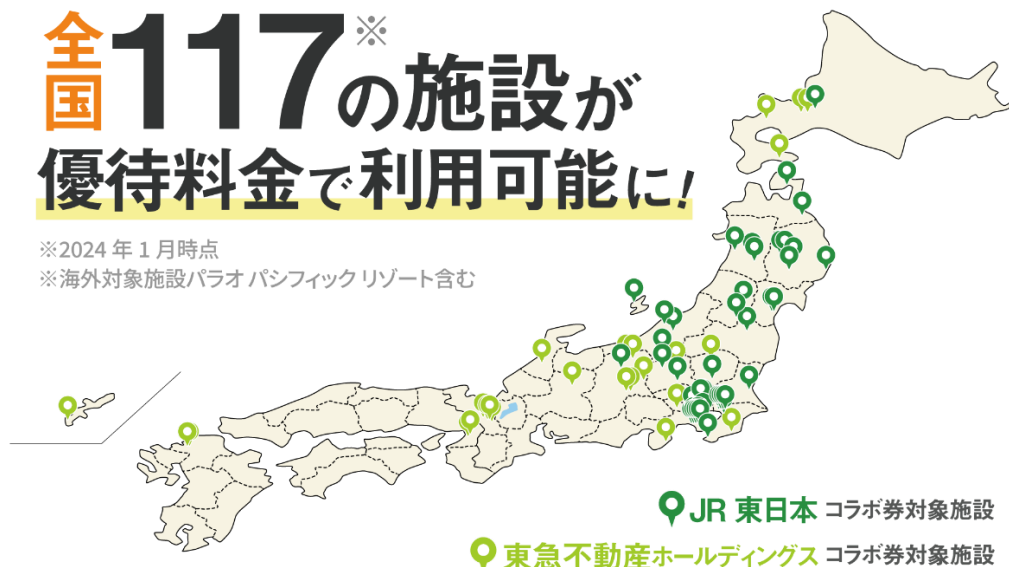 全国117※の施設が
優待料金で利用可能に!
※2024年1月時点
※海外対象施設パラオ パシフィック リゾート含む
JR 東日本 コラボ券対象施設
東急不動産ホールディングス コラボ券対象施設